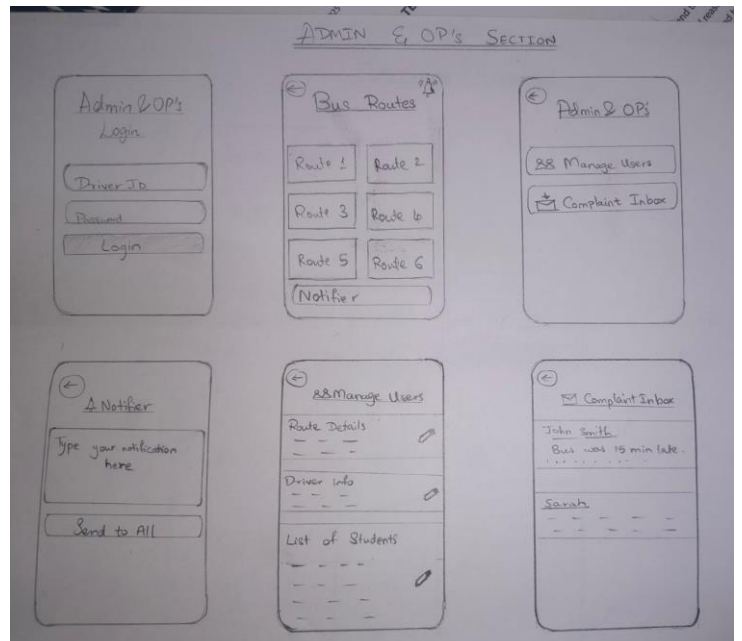 ADMIN & OP's SECTION
Admin & OP's
Login
Driver ID
Password
Login
Bus Routes
Route 1
Route 2
Route 3
Route 4
Route 5
Route 6
Notifier
Admin & OP's
Manage Users
Complaint Inbox
Notifier
Type your notification
here
Send to All
Manage Users
Route Details
Driver info
List of Students
Complaint Inbox
John Smith
Bus was 15 min late.
Sarah